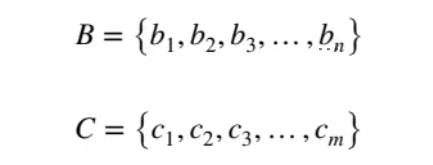 B = {b₁, b₂, b₃, …, bₙ}
C = {c₁, c₂, c₃, …, cₘ}